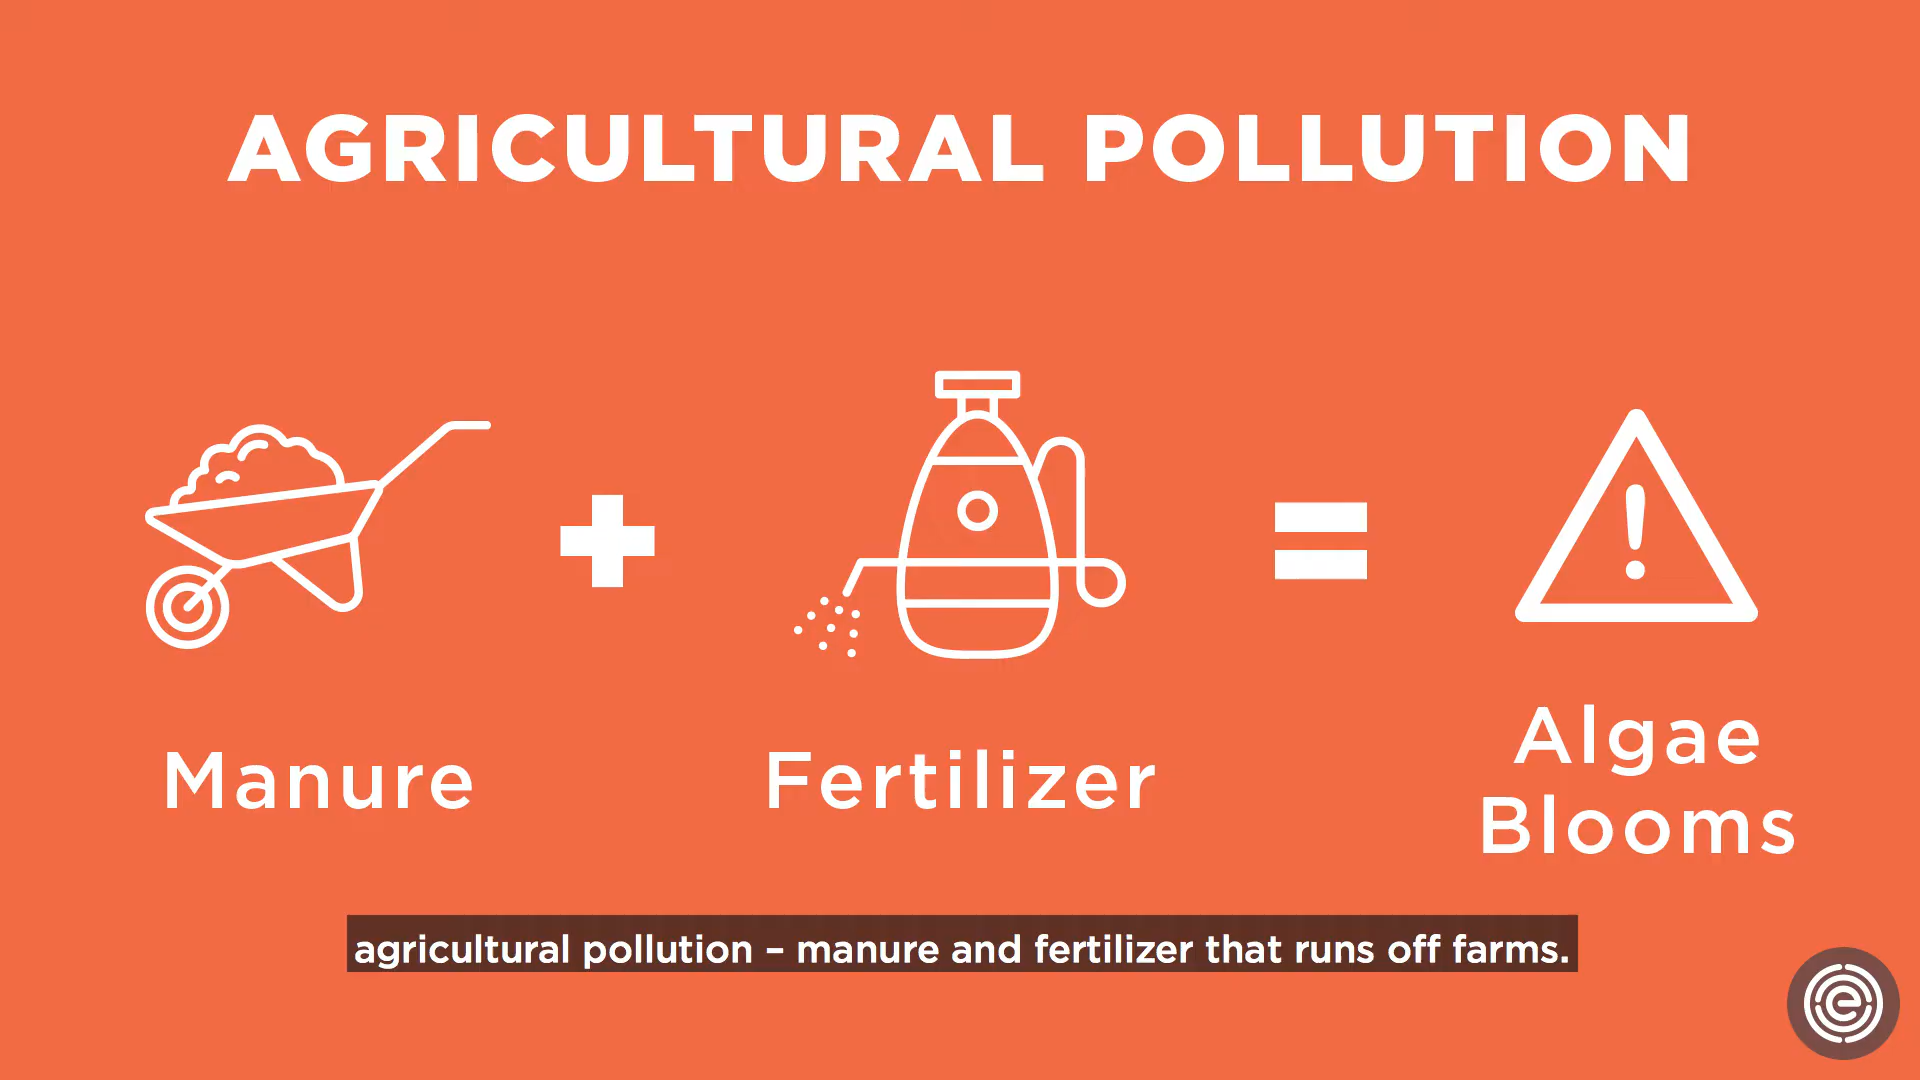 AGRICULTURAL POLLUTION
Manure
Fertilizer
Algae
Blooms
agricultural pollution – manure and fertilizer that runs off farms.